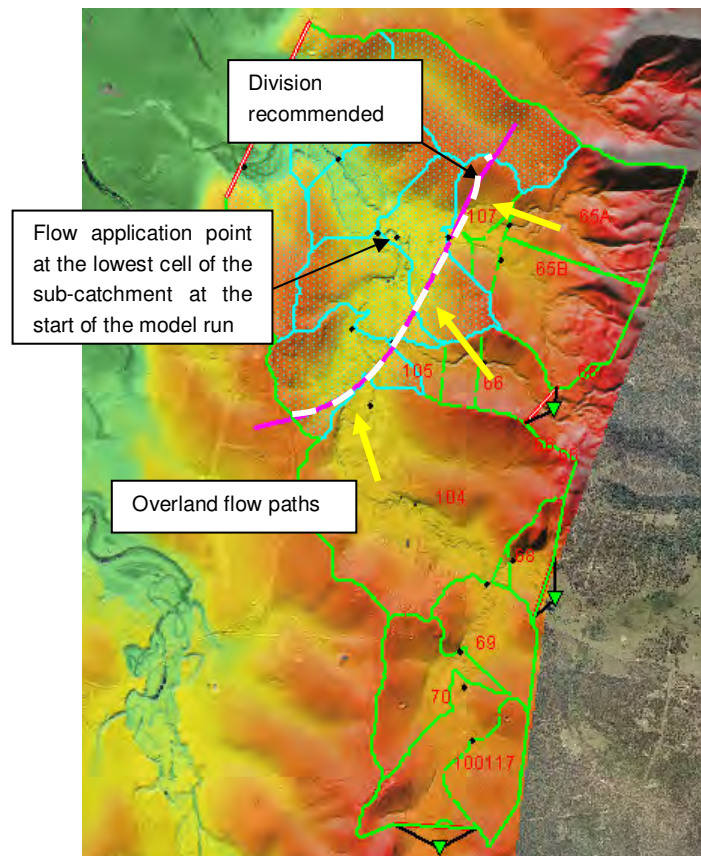 Division
recommended
107
65A
Flow application point
at the lowest cell of the
sub-catchment at the
start of the model run
65B
105
66
Overland flow paths
104
68
69
70
100117